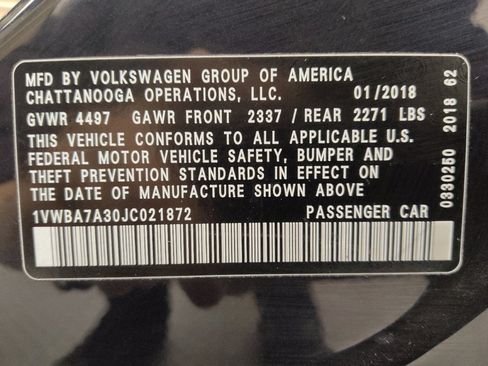 MFD BY VOLKSWAGEN GROUP OF AMERICA
CHATTANOOGA OPERATIONS, LLC. 01/2018
GVWR 4497 GAWR FRONT 2337 / REAR 2271 LBS
THIS VEHICLE CONFORMS TO ALL APPLICABLE U.S.
FEDERAL MOTOR VEHICLE SAFETY, BUMPER AND
THEFT PREVENTION STANDARDS IN EFFECT ON
THE DATE OF MANUFACTURE SHOWN ABOVE
1VWBA7A30JC021872 PASSENGER CAR
0330250 2018 62